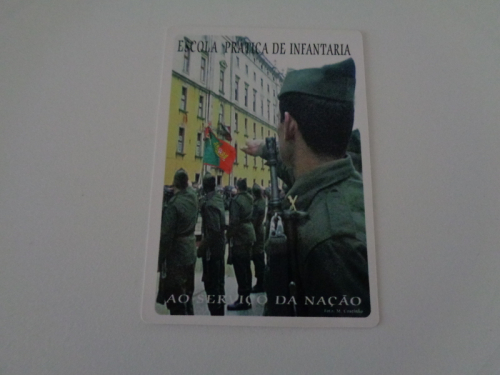 ESCOLA PRÁTICA DE INFANTARIA
AO SERVIÇO DA NAÇÃO